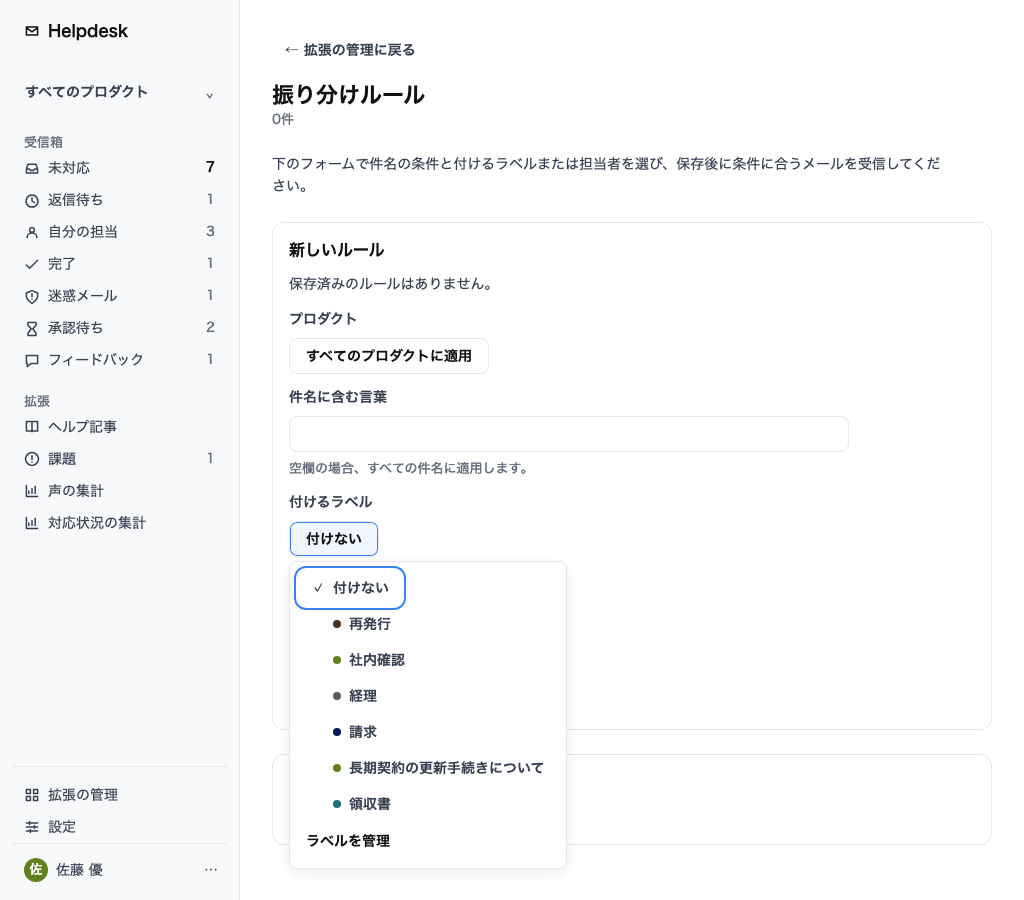 Helpdesk
すべてのプロダクト
受信箱
未対応 7
返信待ち 1
自分の担当 3
完了 1
迷惑メール 1
承認待ち 2
フィードバック 1
拡張
ヘルプ記事
課題 1
声の集計
対応状況の集計
拡張の管理
設定
佐 佐藤 優 …
← 拡張の管理に戻る
振り分けルール
0件
下のフォームで件名の条件と付けるラベルまたは担当者を選び、保存後に条件に合うメールを受信してくだ
さい。
新しいルール
保存済みのルールはありません。
プロダクト
すべてのプロダクトに適用
件名に含む言葉
空欄の場合、すべての件名に適用します。
付けるラベル
付けない
✓ 付けない
再発行
社内確認
経理
請求
長期契約の更新手続きについて
領収書
ラベルを管理